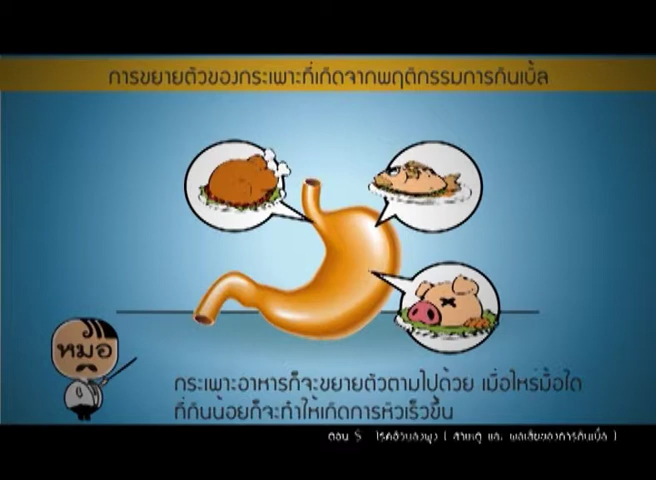 การขยายตัวของกระเพาะที่เกิดจากพฤติกรรมการกินเบิ้ล
หมอ
กระเพาะอาหารก็จะขยายตัวตามไปด้วย เมื่อไหร่มื้อใด
ที่กินน้อยก็จะทำให้เกิดการหิวเร็วขึ้น
ตอน 5 โรคอ้วนลงพุง ( สาเหตุ และ ผลเสียของการกินเบิ้ล )